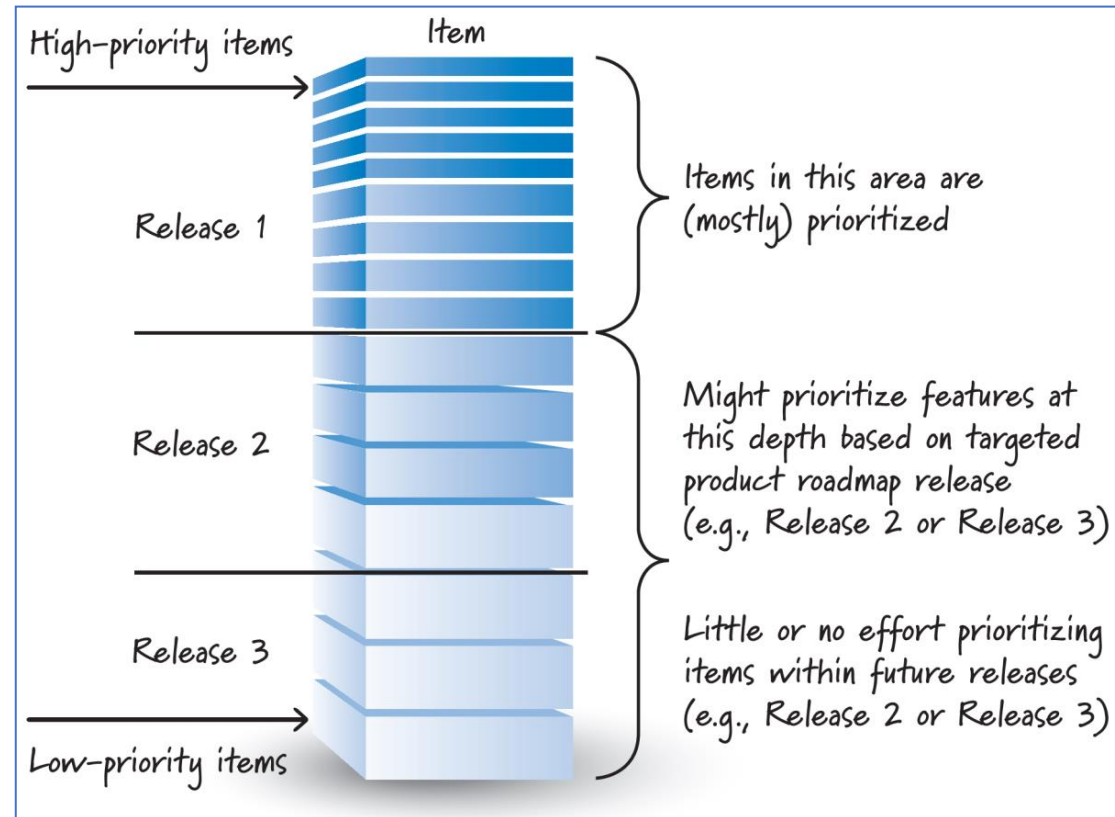 High-priority items
Item
Release 1
Items in this area are
(mostly) prioritized
Release 2
Might prioritize features at
this depth based on targeted
product roadmap release
(e.g., Release 2 or Release 3)
Release 3
Little or no effort prioritizing
items within future releases
(e.g., Release 2 or Release 3)
Low-priority items